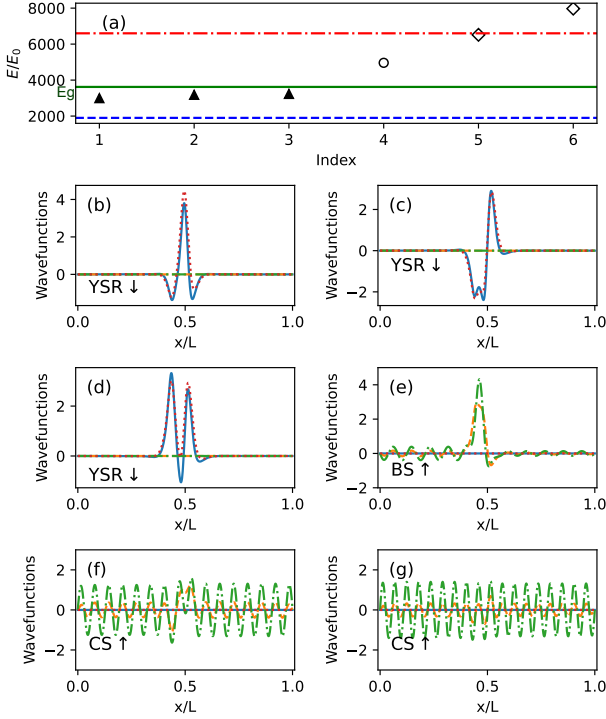 (a)
8000
6000
4000
2000
E/E₀
Eg
1 2 3 4 5 6
Index
(b)
4
2
0
Wavefunctions
YSR ↓
0.0 0.5 1.0
x/L
(c)
2
0
−2
Wavefunctions
YSR ↓
0.0 0.5 1.0
x/L
(d)
2
0
Wavefunctions
YSR ↓
0.0 0.5 1.0
x/L
(e)
4
2
0
−2
Wavefunctions
BS ↑
0.0 0.5 1.0
x/L
(f)
2
0
−2
Wavefunctions
CS ↑
0.0 0.5 1.0
x/L
(g)
2
0
−2
Wavefunctions
CS ↑
0.0 0.5 1.0
x/L